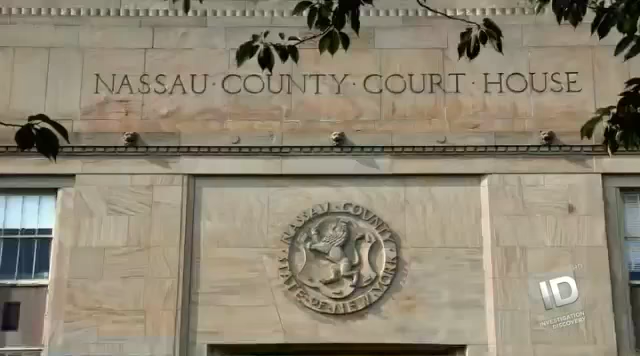 NASSAU · COUNTY · COURT · HOUSE
NASSAU · COUNTY
STATE · OF · NEW YORK
ID
INVESTIGATION
DISCOVERY